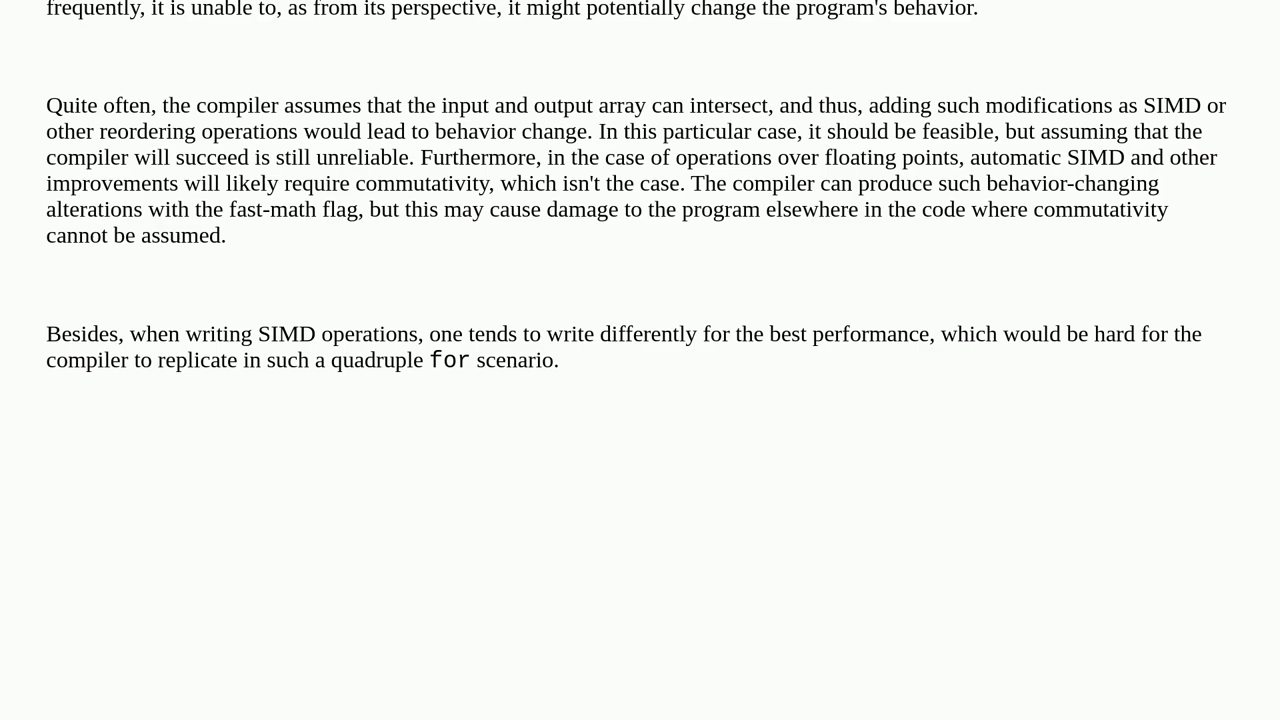 frequently, it is unable to, as from its perspective, it might potentially change the program's behavior.
Quite often, the compiler assumes that the input and output array can intersect, and thus, adding such modifications as SIMD or
other reordering operations would lead to behavior change. In this particular case, it should be feasible, but assuming that the
compiler will succeed is still unreliable. Furthermore, in the case of operations over floating points, automatic SIMD and other
improvements will likely require commutativity, which isn't the case. The compiler can produce such behavior-changing
alterations with the fast-math flag, but this may cause damage to the program elsewhere in the code where commutativity
cannot be assumed.
Besides, when writing SIMD operations, one tends to write differently for the best performance, which would be hard for the
compiler to replicate in such a quadruple for scenario.